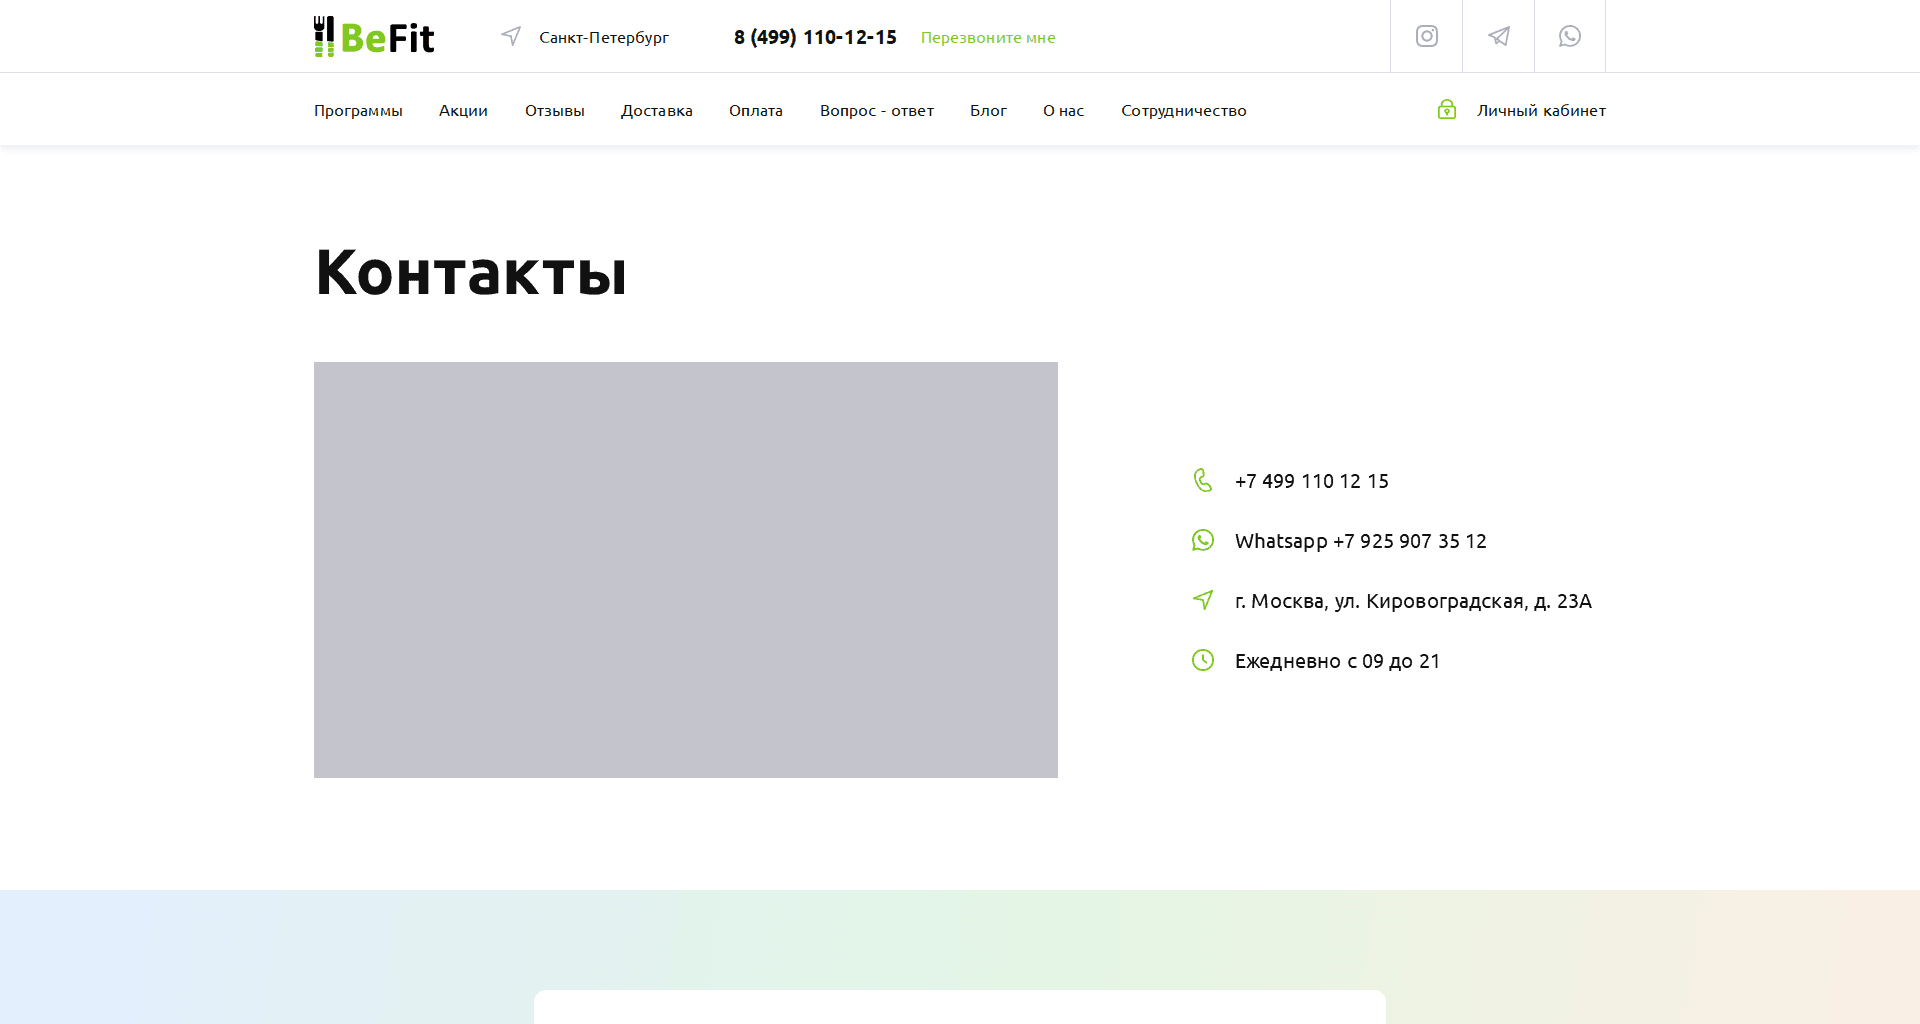 BeFit
Санкт-Петербург
8 (499) 110-12-15
Перезвоните мне
Программы
Акции
Отзывы
Доставка
Оплата
Вопрос - ответ
Блог
О нас
Сотрудничество
Личный кабинет
Контакты
+7 499 110 12 15
Whatsapp +7 925 907 35 12
г. Москва, ул. Кировоградская, д. 23А
Ежедневно с 09 до 21